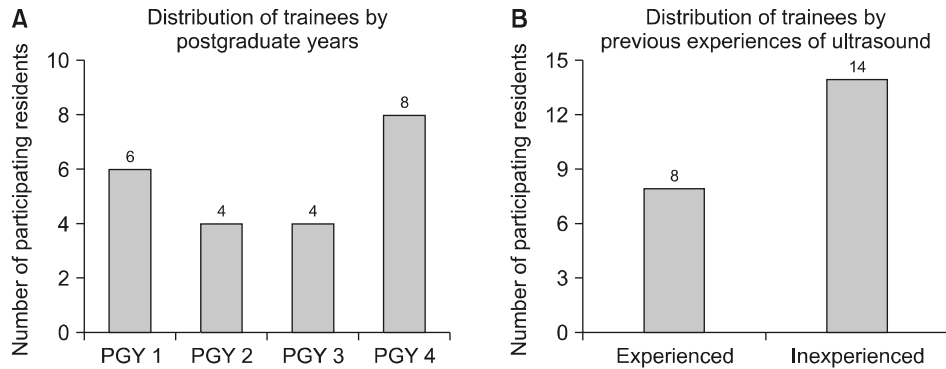 A
Distribution of trainees by
postgraduate years
Number of participating residents
10
8
6
4
2
0
6
4
4
8
PGY 1
PGY 2
PGY 3
PGY 4
B
Distribution of trainees by
previous experiences of ultrasound
Number of participating residents
15
12
9
6
3
0
8
14
Experienced
Inexperienced